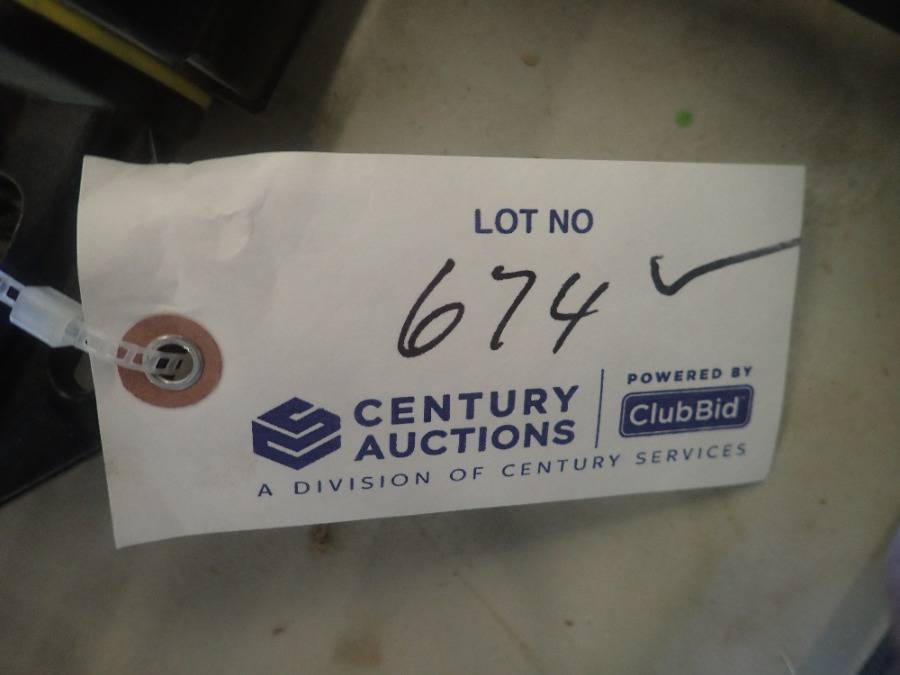 LOT NO
674 ✓
CENTURY
AUCTIONS
A DIVISION OF CENTURY SERVICES
POWERED BY
ClubBid